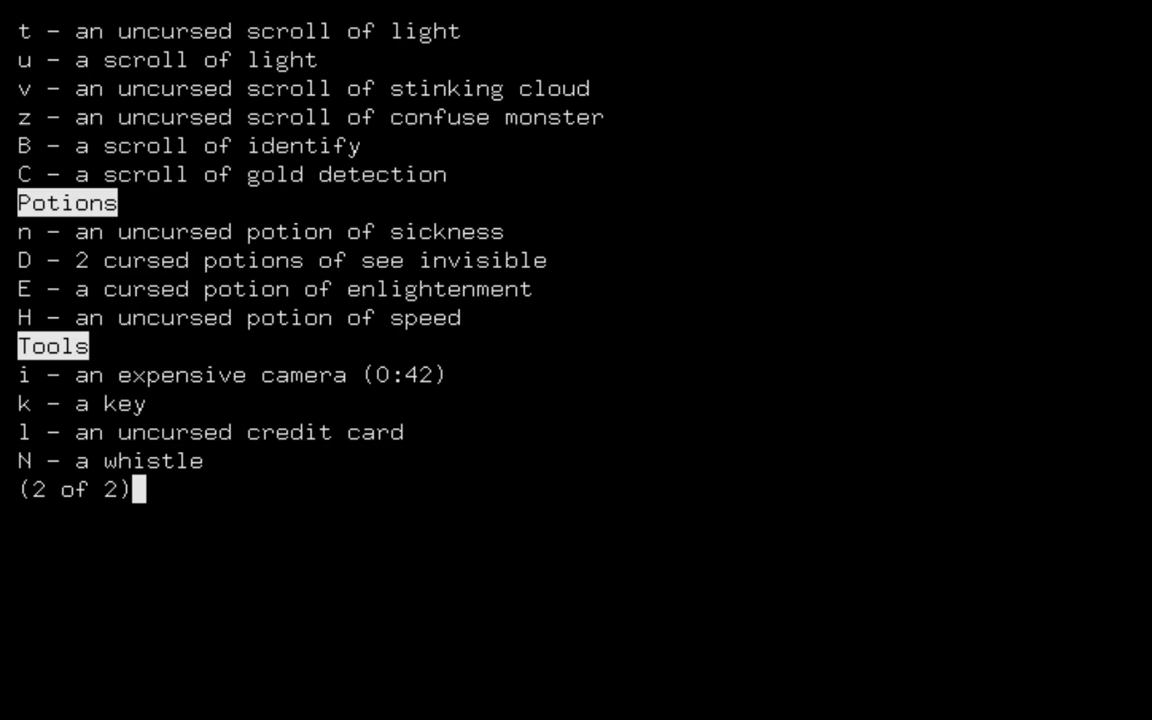 t - an uncursed scroll of light
u - a scroll of light
v - an uncursed scroll of stinking cloud
z - an uncursed scroll of confuse monster
B - a scroll of identify
C - a scroll of gold detection
Potions
n - an uncursed potion of sickness
D - 2 cursed potions of see invisible
E - a cursed potion of enlightenment
H - an uncursed potion of speed
Tools
i - an expensive camera (0:42)
k - a key
l - an uncursed credit card
N - a whistle
(2 of 2)